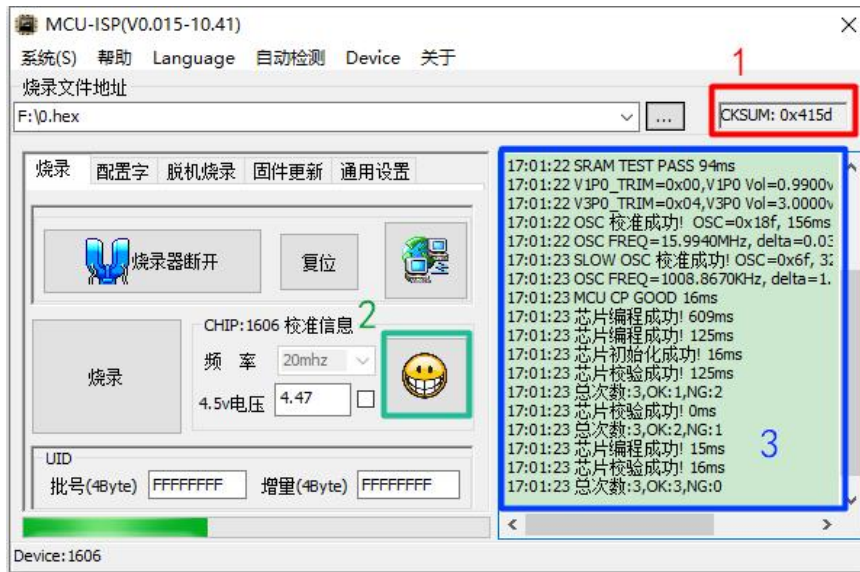 MCU-ISP(V0.015-10.41)
系统(S) 帮助 Language 自动检测 Device 关于
1
烧录文件地址
F:\0.hex
...
CKSUM: 0x415d
烧录 配置字 脱机烧录 固件更新 通用设置
烧录器断开
复位
CHIP:1606 校准信息
2
烧录
频 率 20mhz
4.5v电压 4.47
UID
批号(4Byte) FFFFFFFF 增量(4Byte) FFFFFFFF
17:01:22 SRAM TEST PASS 94ms
17:01:22 V1P0_TRIM=0x00,V1P0 Vol=0.9900v
17:01:22 V3P0_TRIM=0x04,V3P0 Vol=3.0000v
17:01:22 OSC 校准成功! OSC=0x18f, 156ms
17:01:22 OSC FREQ=15.9940MHz, delta=0.03
17:01:23 SLOW OSC 校准成功! OSC=0x6f, 32
17:01:23 OSC FREQ=1008.8670KHz, delta=1.
17:01:23 MCU CP GOOD 16ms
17:01:23 芯片编程成功! 609ms
17:01:23 芯片编程成功! 125ms
17:01:23 芯片初始化成功! 16ms
17:01:23 芯片校验成功! 125ms
17:01:23 总次数:3,OK:1,NG:2
17:01:23 芯片校验成功! 0ms
17:01:23 总次数:3,OK:2,NG:1
17:01:23 芯片编程成功! 15ms
17:01:23 芯片校验成功! 16ms
17:01:23 总次数:3,OK:3,NG:0
3
Device:1606